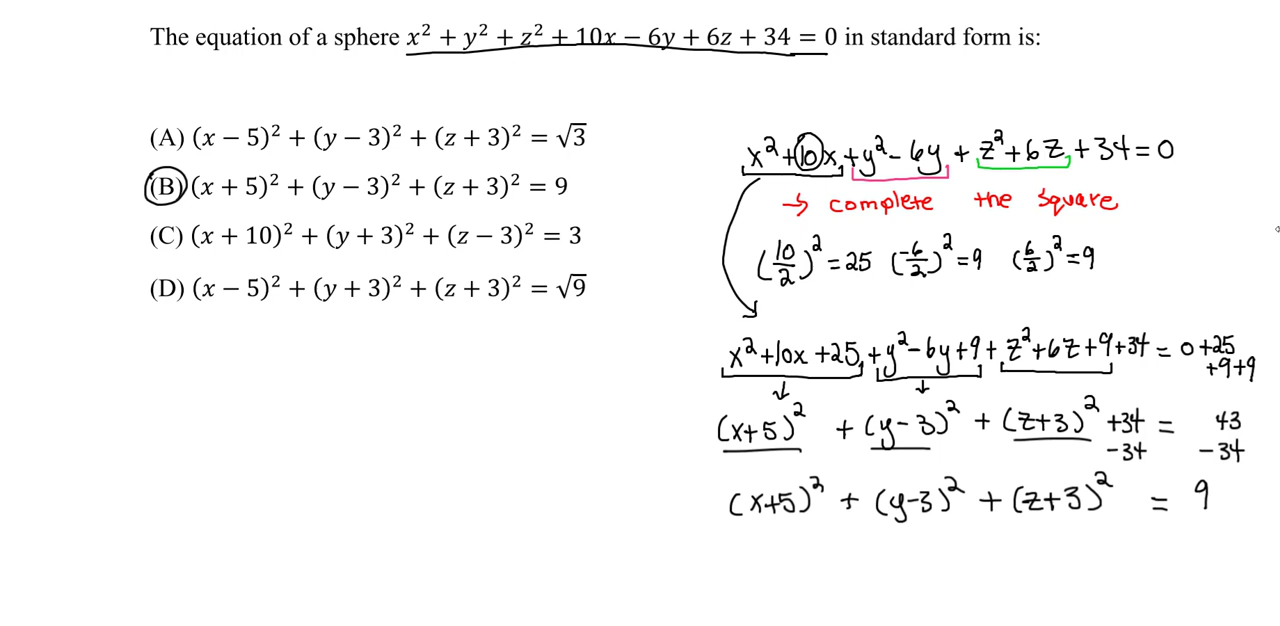 The equation of a sphere x² + y² + z² + 10x − 6y + 6z + 34 = 0 in standard form is:
(A) (x − 5)² + (y − 3)² + (z + 3)² = √3
(B) (x + 5)² + (y − 3)² + (z + 3)² = 9
(C) (x + 10)² + (y + 3)² + (z − 3)² = 3
(D) (x − 5)² + (y + 3)² + (z + 3)² = √9
x² + 10x + y² − 6y + z² + 6z + 34 = 0
→ complete the square
(10/2)² = 25 (−6/2)² = 9 (6/2)² = 9
x² + 10x + 25 + y² − 6y + 9 + z² + 6z + 9 + 34 = 0 + 25
+9+9
(x+5)² + (y−3)² + (z+3)² + 34 = 43
−34 −34
(x+5)² + (y−3)² + (z+3)² = 9